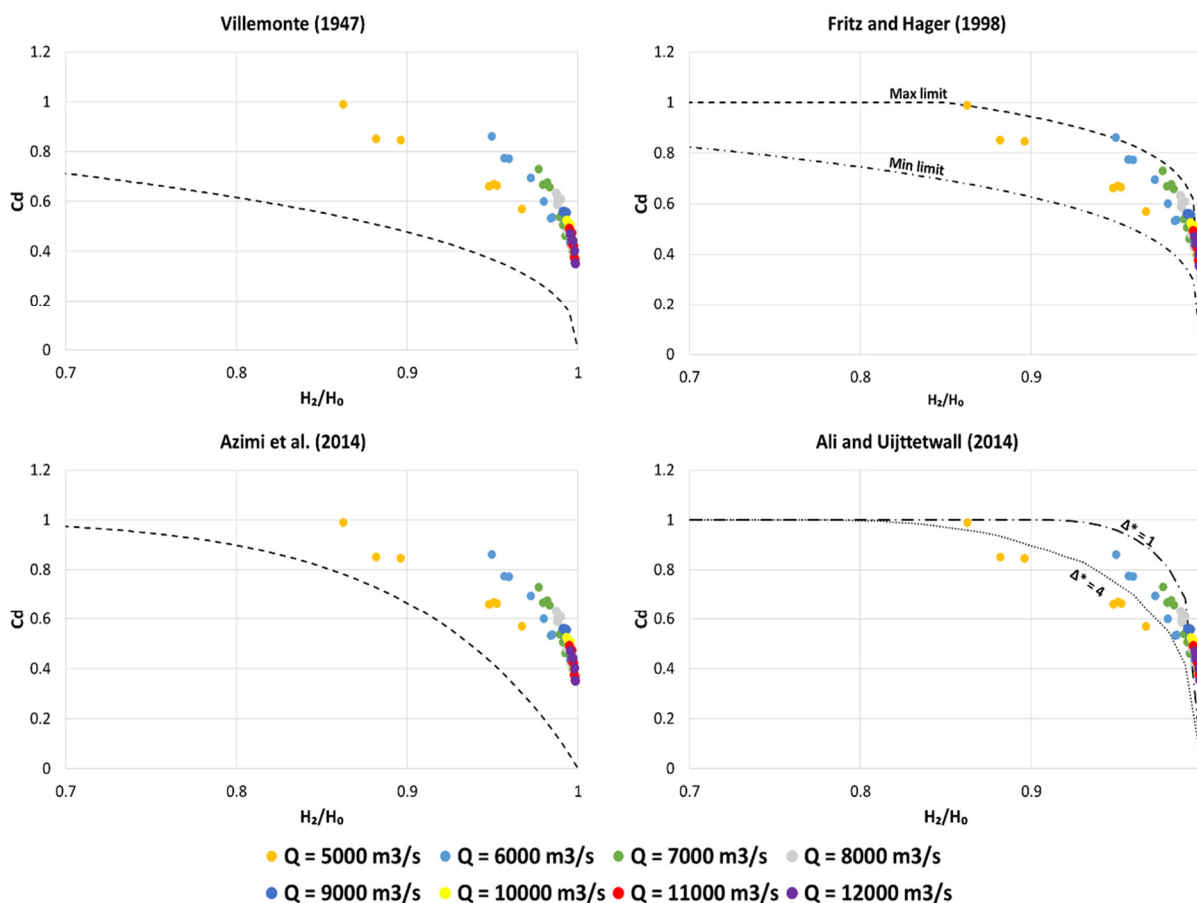 Villemonte (1947)
1.2
1
0.8
0.6
0.4
0.2
0
Cd
0.7 0.8 0.9 1
H₂/H₀
Fritz and Hager (1998)
1.2
1
0.8
0.6
0.4
0.2
0
Max limit
Min limit
0.7 0.8 0.9
H₂/H₀
Azimi et al. (2014)
1.2
1
0.8
0.6
0.4
0.2
0
Cd
0.7 0.8 0.9 1
H₂/H₀
Ali and Uijttetwall (2014)
1.2
1
0.8
0.6
0.4
0.2
0
Cd
Δ* = 1
Δ* = 4
0.7 0.8 0.9
H₂/H₀
Q = 5000 m3/s Q = 6000 m3/s Q = 7000 m3/s Q = 8000 m3/s
Q = 9000 m3/s Q = 10000 m3/s Q = 11000 m3/s Q = 12000 m3/s